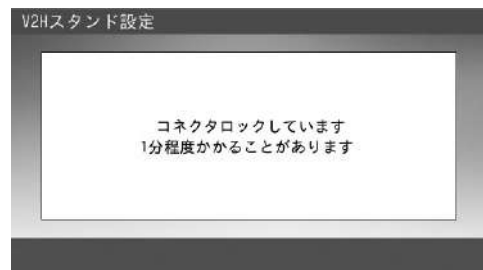 V2Hスタンド設定
コネクタロックしています
1分程度かかることがあります